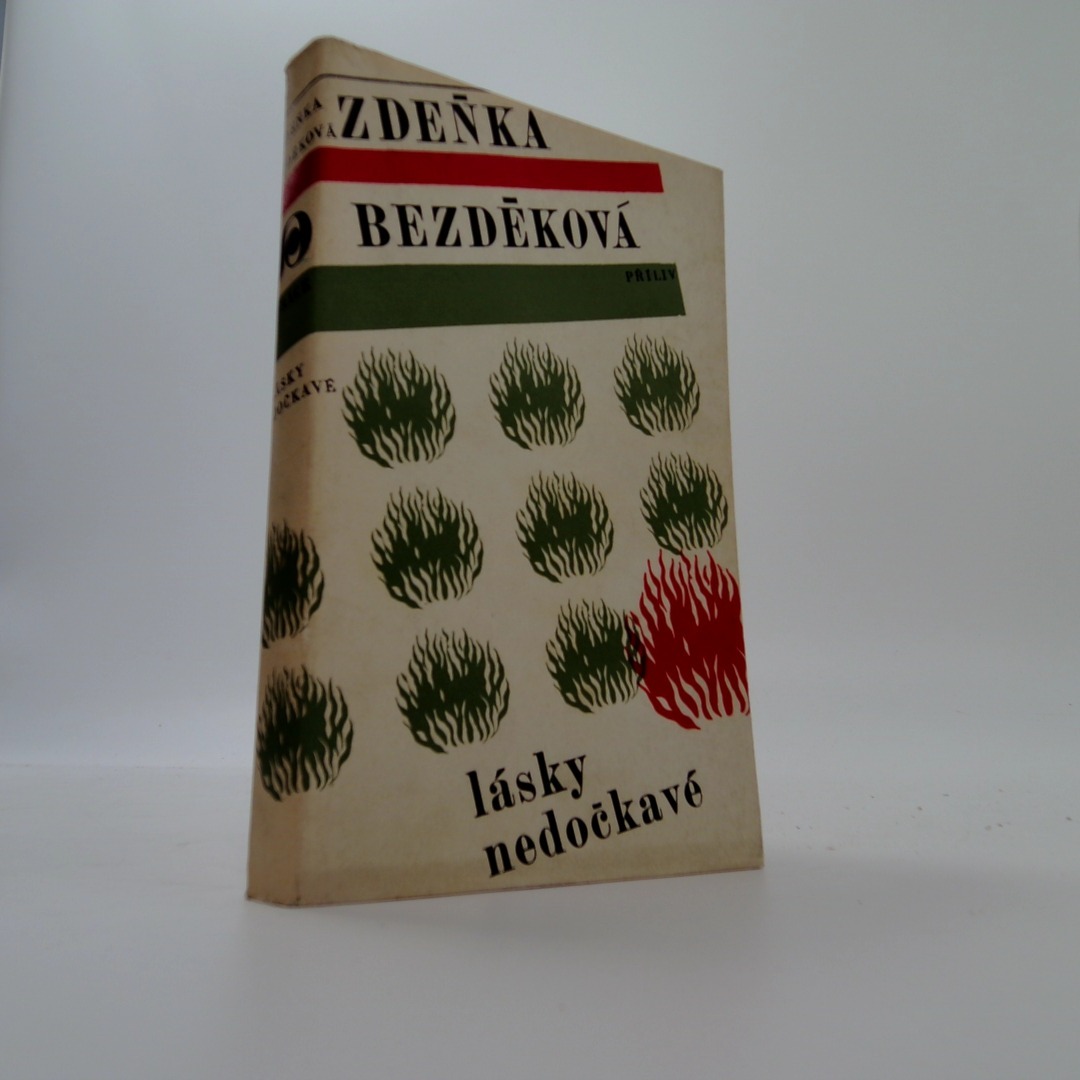 ZDEŇKA
BEZDĚKOVÁ
PŘÍLIV
lásky
nedočkavé